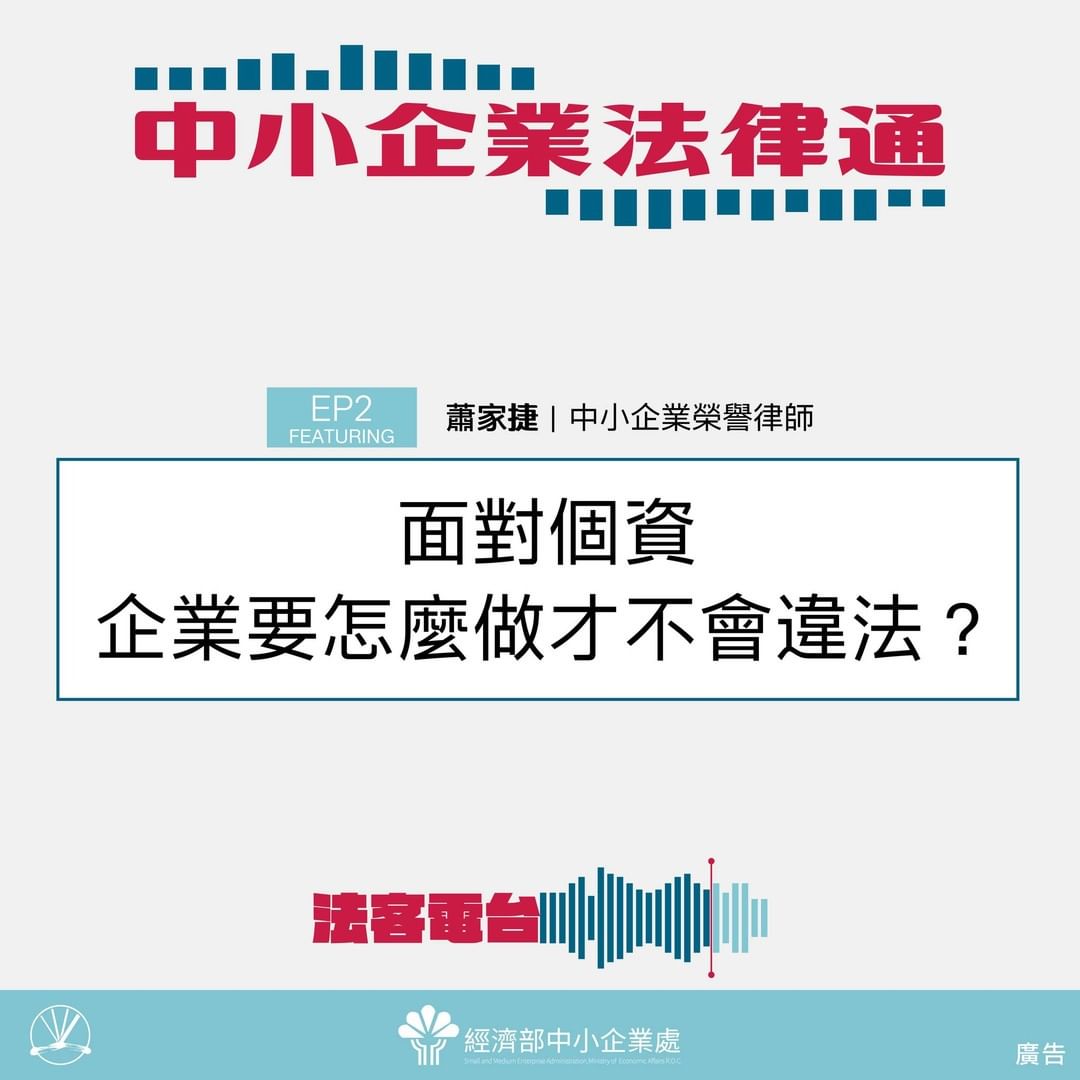 中小企業法律通
EP2
FEATURING
蕭家捷 | 中小企業榮譽律師
面對個資
企業要怎麼做才不會違法？
法客電台
經濟部中小企業處
Small and Medium Enterprise Administration, Ministry of Economic Affairs R.O.C.
廣告